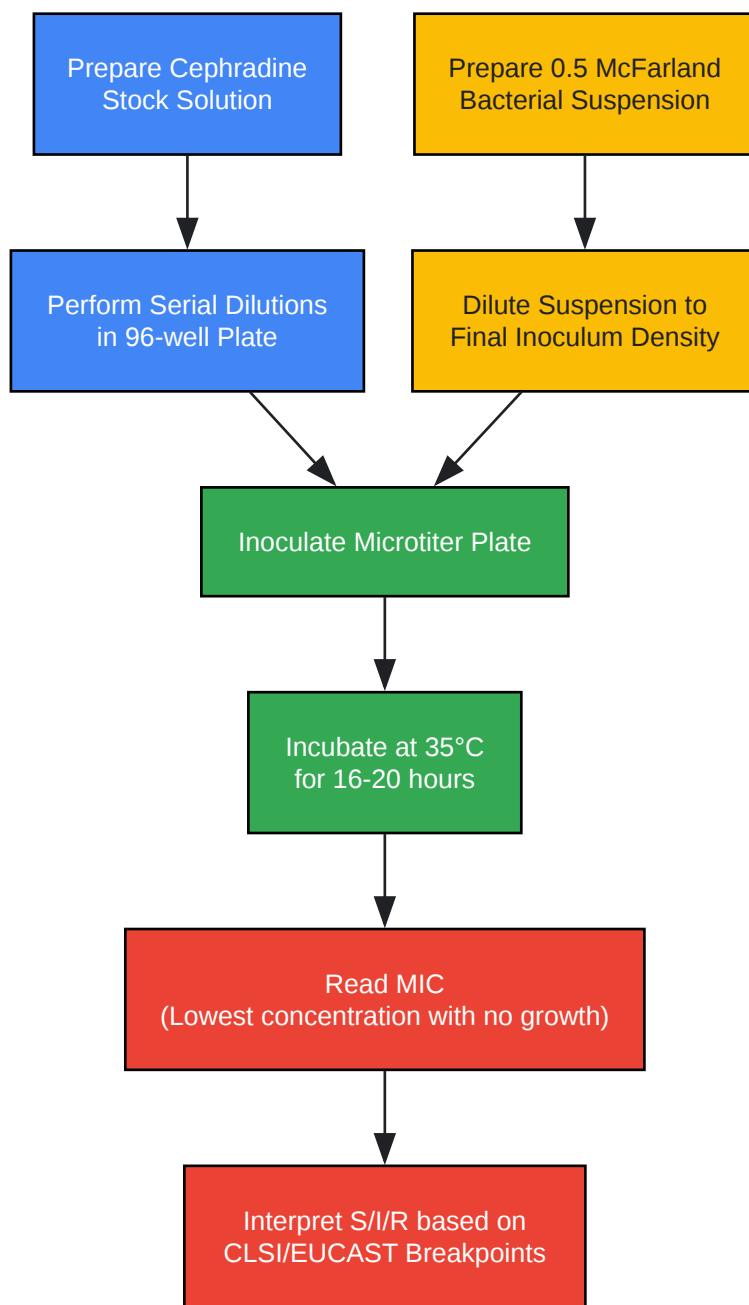 Prepare Cephradine
Stock Solution
Prepare 0.5 McFarland
Bacterial Suspension
Perform Serial Dilutions
in 96-well Plate
Dilute Suspension to
Final Inoculum Density
Inoculate Microtiter Plate
Incubate at 35°C
for 16-20 hours
Read MIC
(Lowest concentration with no growth)
Interpret S/I/R based on
CLSI/EUCAST Breakpoints